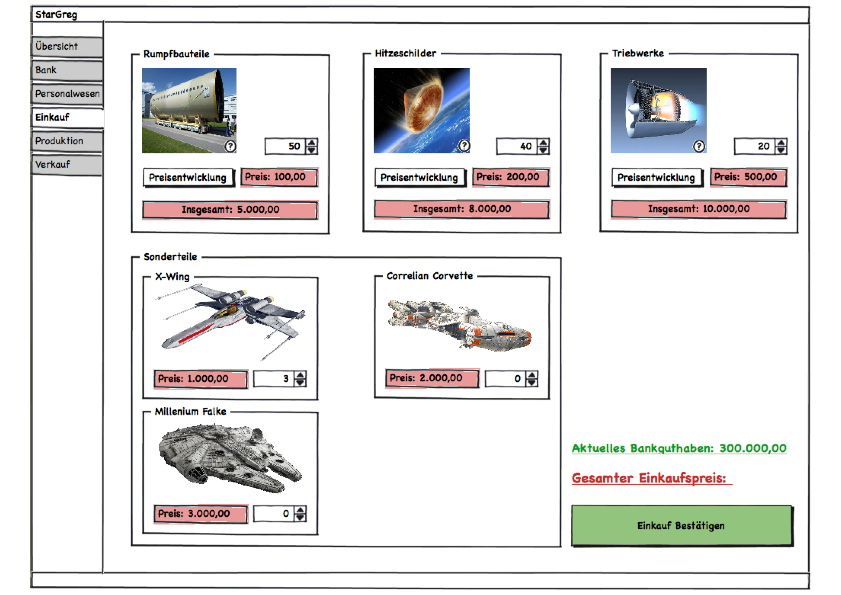 StarGreg
Übersicht
Bank
Personalwesen
Einkauf
Produktion
Verkauf
Rumpfbauteile
?
50
Preisentwicklung
Preis: 100,00
Insgesamt: 5.000,00
Hitzeschilder
?
40
Preisentwicklung
Preis: 200,00
Insgesamt: 8.000,00
Triebwerke
?
20
Preisentwicklung
Preis: 500,00
Insgesamt: 10.000,00
Sonderteile
X-Wing
Preis: 1.000,00
3
Correlian Corvette
Preis: 2.000,00
0
Millenium Falke
Preis: 3.000,00
0
Aktuelles Bankguthaben: 300.000,00
Gesamter Einkaufspreis:
Einkauf Bestätigen